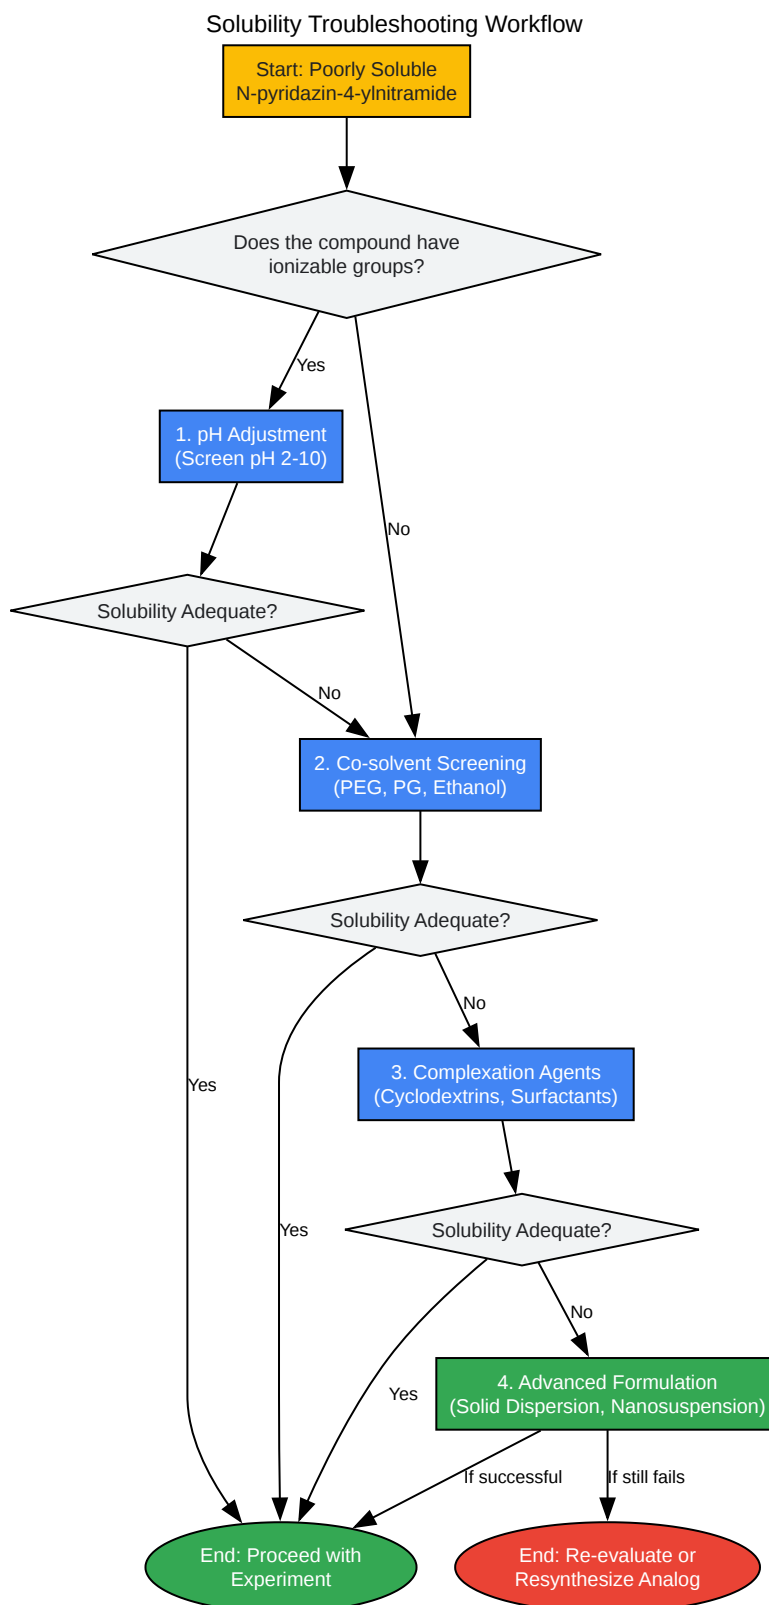 Solubility Troubleshooting Workflow
Start: Poorly Soluble
N-pyridazin-4-ylnitramide
Does the compound have
ionizable groups?
Yes
1. pH Adjustment
(Screen pH 2-10)
No
Solubility Adequate?
No
2. Co-solvent Screening
(PEG, PG, Ethanol)
Solubility Adequate?
No
3. Complexation Agents
(Cyclodextrins, Surfactants)
Yes
Yes
Solubility Adequate?
No
4. Advanced Formulation
(Solid Dispersion, Nanosuspension)
Yes
If successful
If still fails
End: Proceed with
Experiment
End: Re-evaluate or
Resynthesize Analog